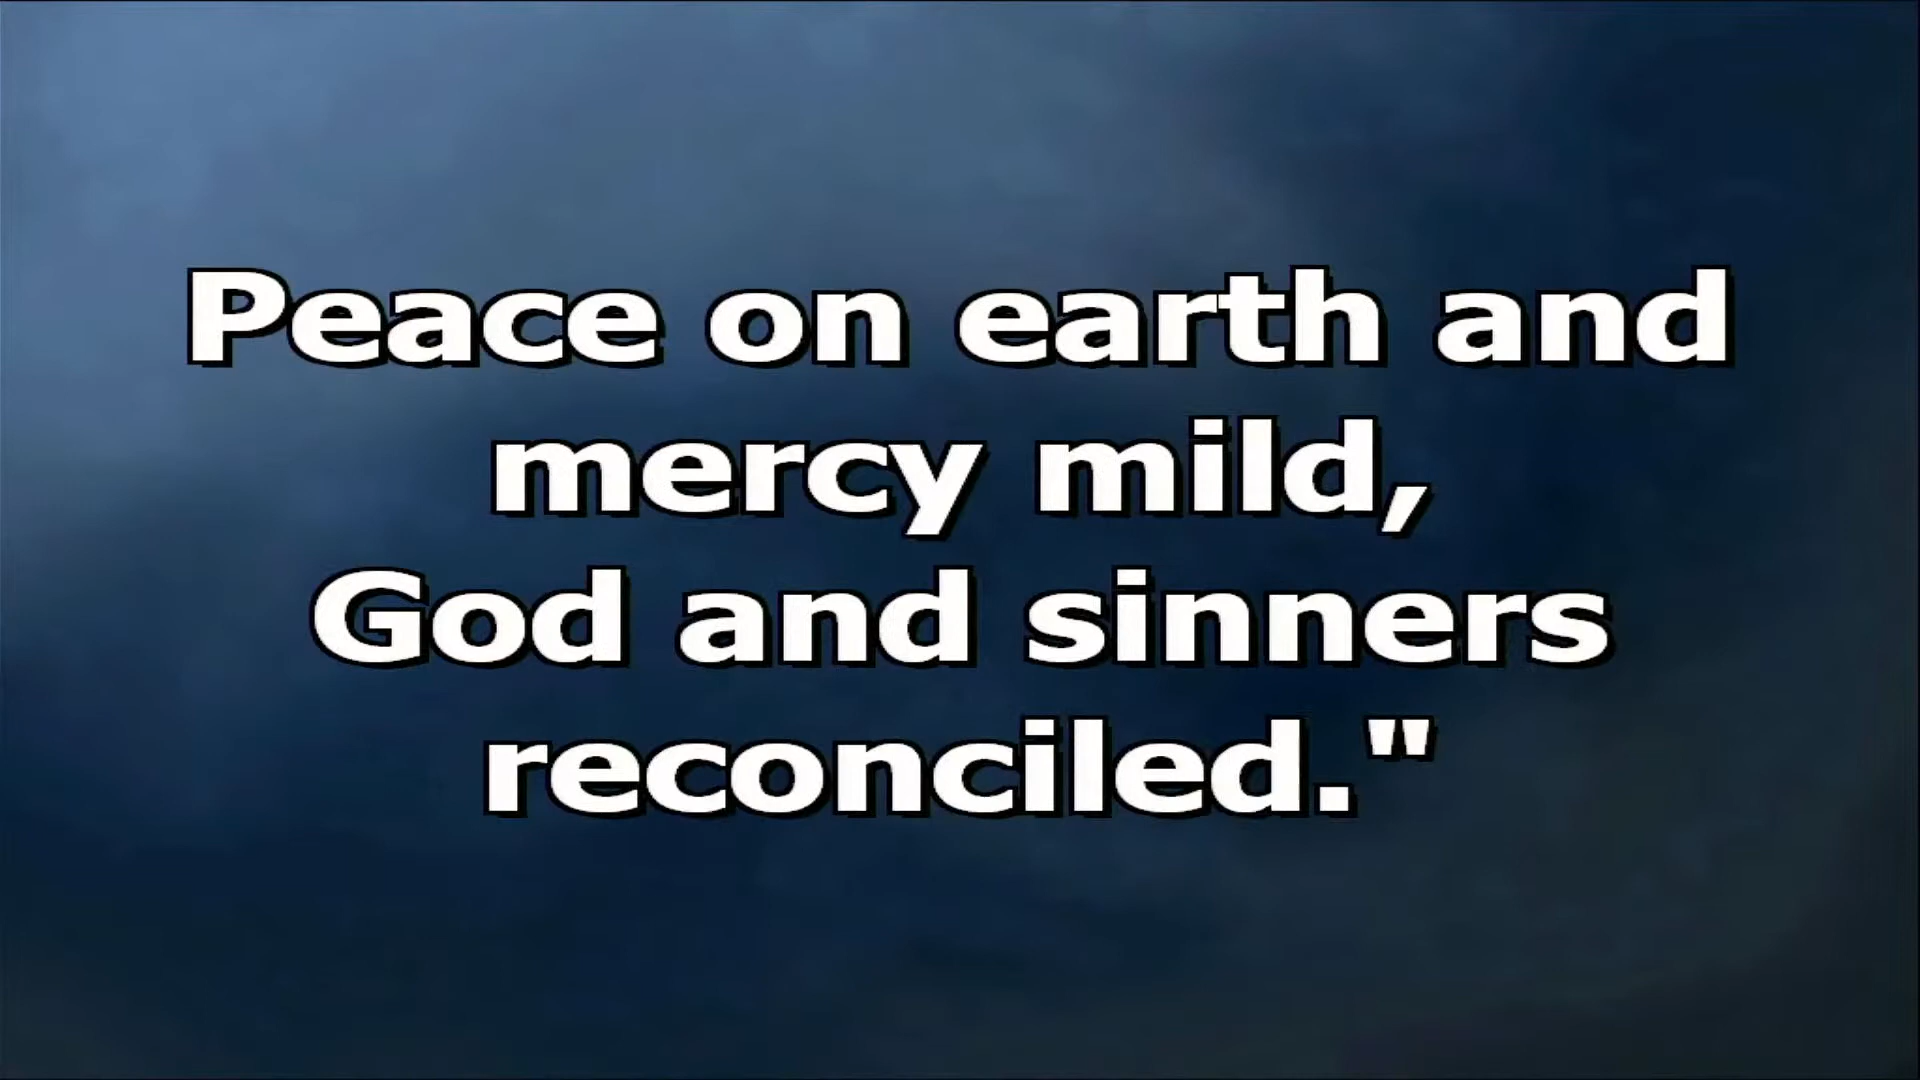 Peace on earth and
mercy mild,
God and sinners
reconciled."